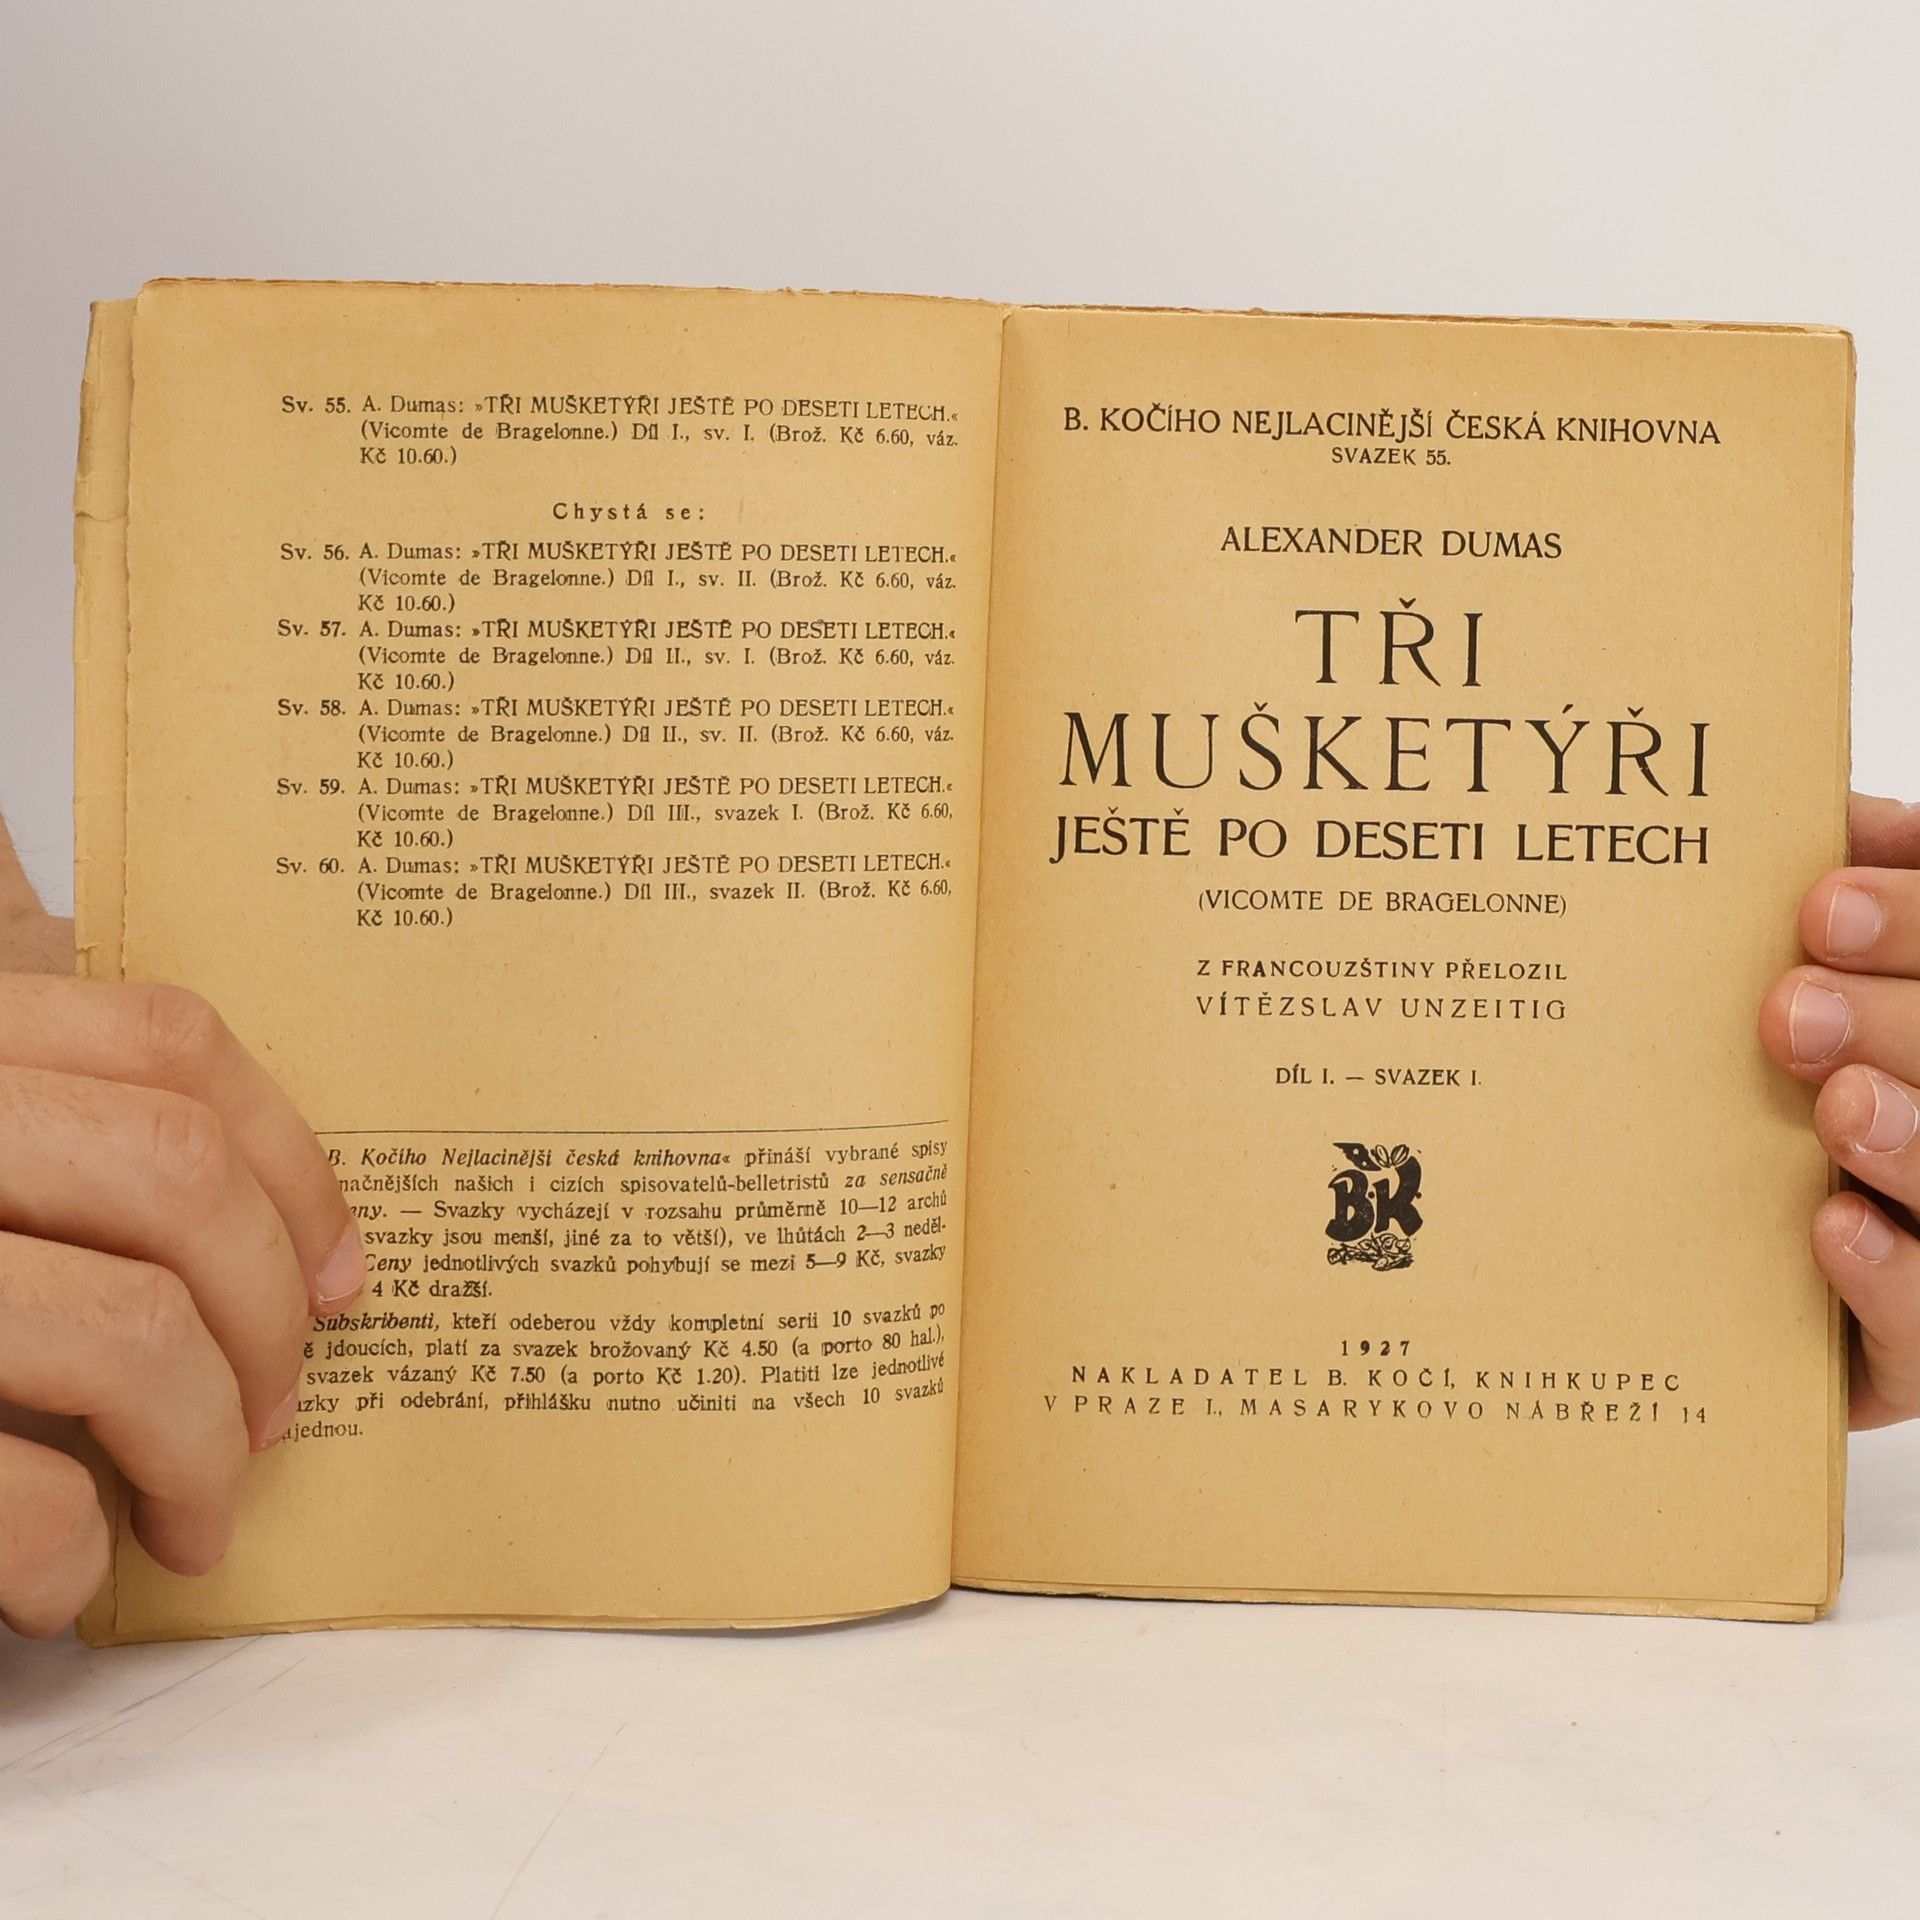 Sv. 55. A. Dumas: »TŘI MUŠKETÝŘI JEŠTĚ PO DESETI LETECH.«
(Vicomte de Bragelonne.) Díl I., sv. I. (Brož. Kč 6.60, váz.
Kč 10.60.)
Chystá se:
Sv. 56. A. Dumas: »TŘI MUŠKETÝŘI JEŠTĚ PO DESETI LETECH.«
(Vicomte de Bragelonne.) Díl I., sv. II. (Brož. Kč 6.60, váz.
Kč 10.60.)
Sv. 57. A. Dumas: »TŘI MUŠKETÝŘI JEŠTĚ PO DESETI LETECH.«
(Vicomte de Bragelonne.) Díl II., sv. I. (Brož. Kč 6.60, váz.
Kč 10.60.)
Sv. 58. A. Dumas: »TŘI MUŠKETÝŘI JEŠTĚ PO DESETI LETECH.«
(Vicomte de Bragelonne.) Díl II., sv. II. (Brož. Kč 6.60, váz.
Kč 10.60.)
Sv. 59. A. Dumas: »TŘI MUŠKETÝŘI JEŠTĚ PO DESETI LETECH.«
(Vicomte de Bragelonne.) Díl III., svazek I. (Brož. Kč 6.60,
Kč 10.60.)
Sv. 60. A. Dumas: »TŘI MUŠKETÝŘI JEŠTĚ PO DESETI LETECH.«
(Vicomte de Bragelonne.) Díl III., svazek II. (Brož. Kč 6.60,
Kč 10.60.)
B. Kočího Nejlacinější česká knihovna« přináší vybrané spisy
našich i cizích spisovatelů-belletristů za sensačně
— Svazky vycházejí v rozsahu průměrně 10—12 archů
svazky jsou menší, jiné za to větší), ve lhůtách 2—3 neděl-
Ceny jednotlivých svazků pohybují se mezi 5—9 Kč, svazky
4 Kč dražší.
Subskribenti, kteří odeberou vždy kompletní serii 10 svazků po
jdoucích, platí za svazek brožovaný Kč 4.50 (a porto 80 hal.),
svazek vázaný Kč 7.50 (a porto Kč 1.20). Platiti lze jednotlivé
při odebrání, přihlášku nutno učiniti na všech 10 svazků
najednou.
B. KOČÍHO NEJLACINĚJŠÍ ČESKÁ KNIHOVNA
SVAZEK 55.
ALEXANDER DUMAS
TŘI
MUŠKETÝŘI
JEŠTĚ PO DESETI LETECH
(VICOMTE DE BRAGELONNE)
Z FRANCOUZŠTINY PŘELOZIL
VÍTĚZSLAV UNZEITIG
DÍL I. — SVAZEK I.
B.K.
1927
NAKLADATEL B. KOČÍ, KNIHKUPEC
V PRAZE I., MASARYKOVO NÁBŘEŽÍ 14